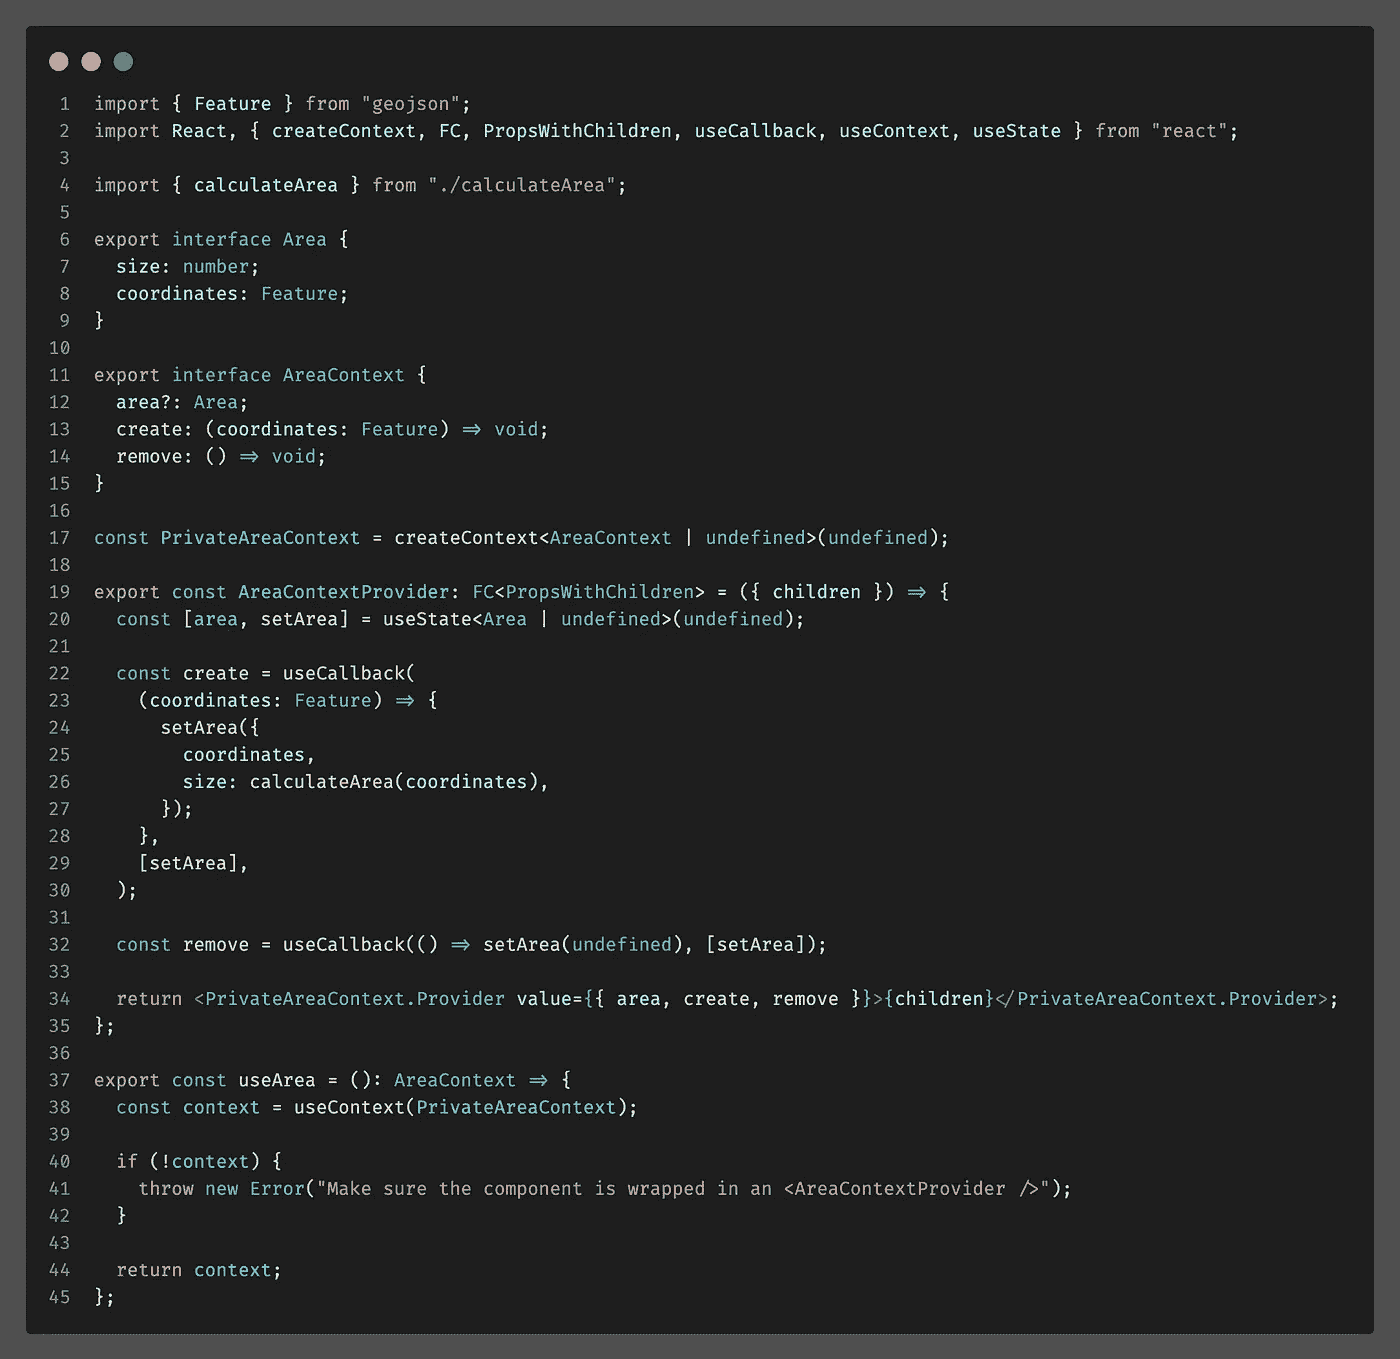 1 import { Feature } from "geojson";
2 import React, { createContext, FC, PropsWithChildren, useCallback, useContext, useState } from "react";
3
4 import { calculateArea } from "./calculateArea";
5
6 export interface Area {
7   size: number;
8   coordinates: Feature;
9 }
10
11 export interface AreaContext {
12   area?: Area;
13   create: (coordinates: Feature) => void;
14   remove: () => void;
15 }
16
17 const PrivateAreaContext = createContext<AreaContext | undefined>(undefined);
18
19 export const AreaContextProvider: FC<PropsWithChildren> = ({ children }) => {
20   const [area, setArea] = useState<Area | undefined>(undefined);
21
22   const create = useCallback(
23     (coordinates: Feature) => {
24       setArea({
25         coordinates,
26         size: calculateArea(coordinates),
27       });
28     },
29     [setArea],
30   );
31
32   const remove = useCallback(() => setArea(undefined), [setArea]);
33
34   return <PrivateAreaContext.Provider value={{ area, create, remove }}>{children}</PrivateAreaContext.Provider>;
35 };
36
37 export const useArea = (): AreaContext => {
38   const context = useContext(PrivateAreaContext);
39
40   if (!context) {
41     throw new Error("Make sure the component is wrapped in an <AreaContextProvider />");
42   }
43
44   return context;
45 };